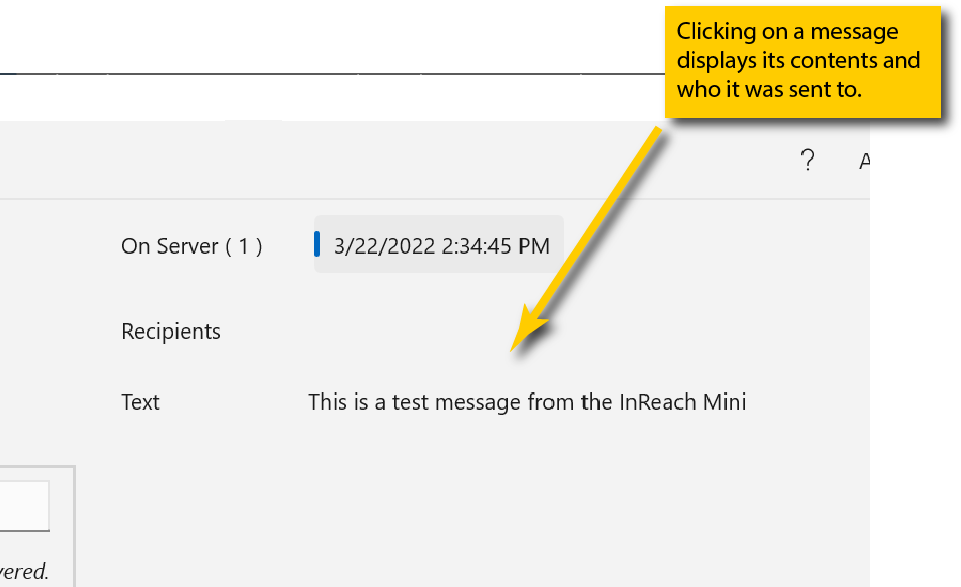 Clicking on a message
displays its contents and
who it was sent to.
?
On Server ( 1 )
3/22/2022 2:34:45 PM
Recipients
Text
This is a test message from the InReach Mini